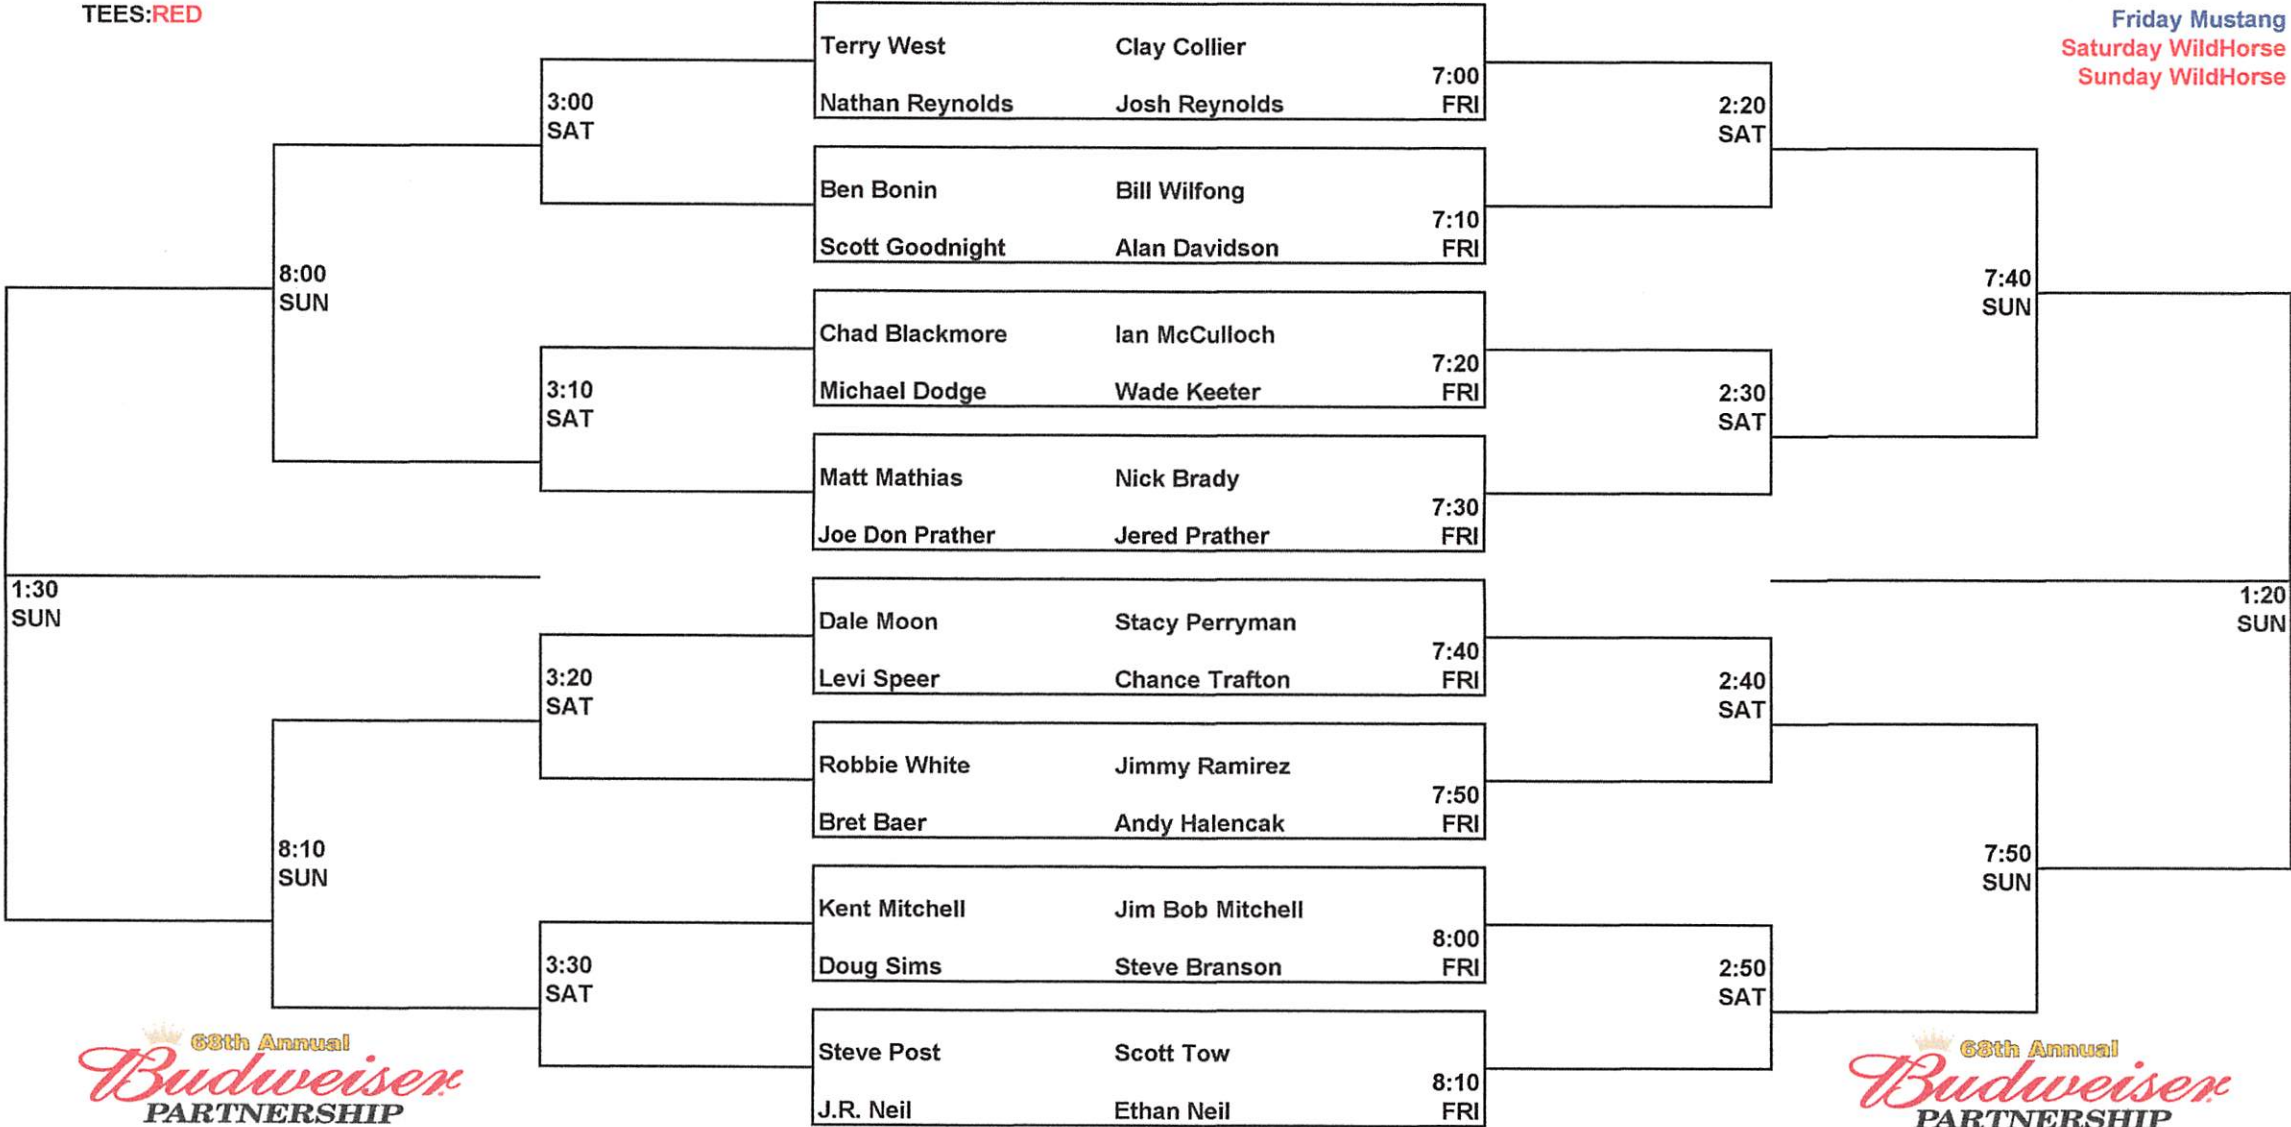 TEES:RED
Friday Mustang
Saturday WildHorse
Sunday WildHorse
Terry West Clay Collier
7:00
Nathan Reynolds Josh Reynolds FRI
3:00
SAT
2:20
SAT
Ben Bonin Bill Wilfong
7:10
Scott Goodnight Alan Davidson FRI
8:00
SUN
7:40
SUN
Chad Blackmore Ian McCulloch
7:20
Michael Dodge Wade Keeter FRI
3:10
SAT
2:30
SAT
Matt Mathias Nick Brady
7:30
Joe Don Prather Jered Prather FRI
1:30
SUN
1:20
SUN
Dale Moon Stacy Perryman
7:40
Levi Speer Chance Trafton FRI
3:20
SAT
2:40
SAT
Robbie White Jimmy Ramirez
7:50
Bret Baer Andy Halencak FRI
8:10
SUN
7:50
SUN
Kent Mitchell Jim Bob Mitchell
8:00
Doug Sims Steve Branson FRI
3:30
SAT
2:50
SAT
Steve Post Scott Tow
8:10
J.R. Neil Ethan Neil FRI
68th Annual
Budweiser
PARTNERSHIP
68th Annual
Budweiser
PARTNERSHIP